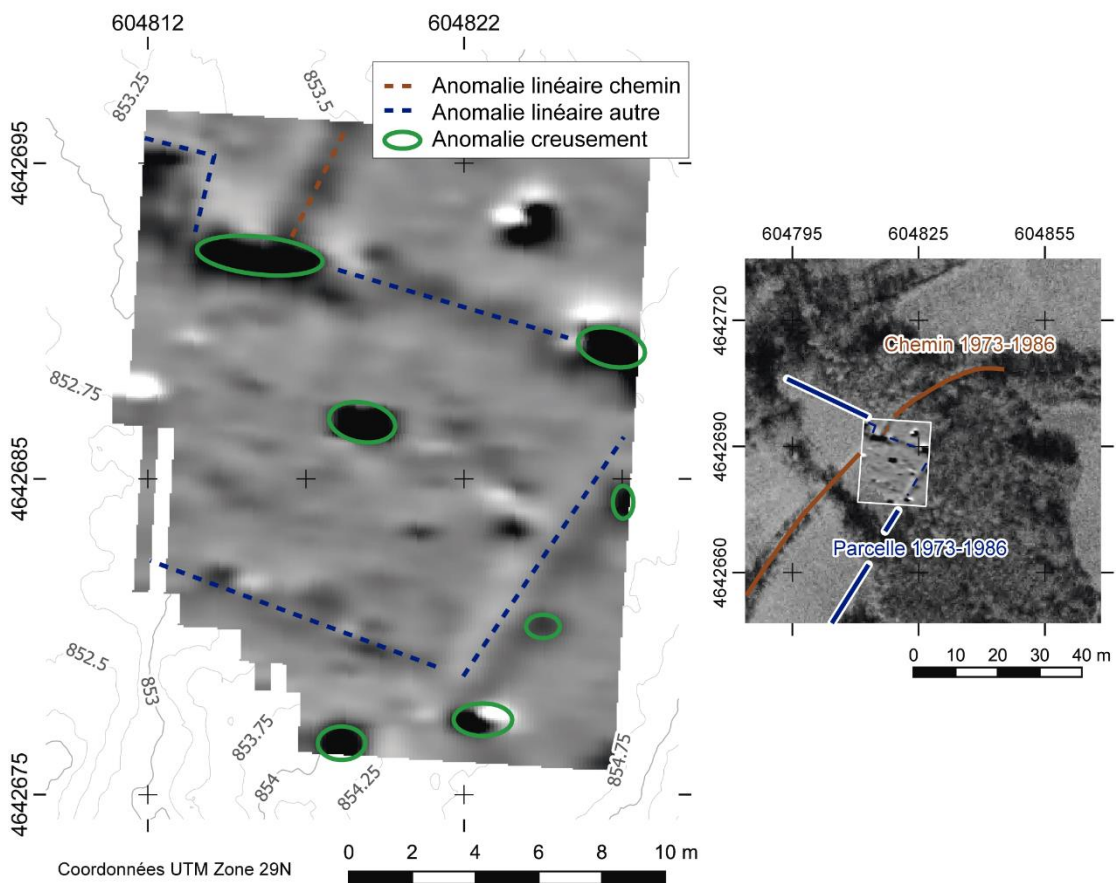 604812
604822
853.25
853.5
Anomalie linéaire chemin
Anomalie linéaire autre
Anomalie creusement
4642695
4642685
4642675
852.75
852.5
853
853.75
854
854.25
854.75
Coordonnées UTM Zone 29N
0 2 4 6 8 10 m
604795
604825
604855
4642720
4642690
4642660
Chemin 1973-1986
Parcelle 1973-1986
0 10 20 30 40 m